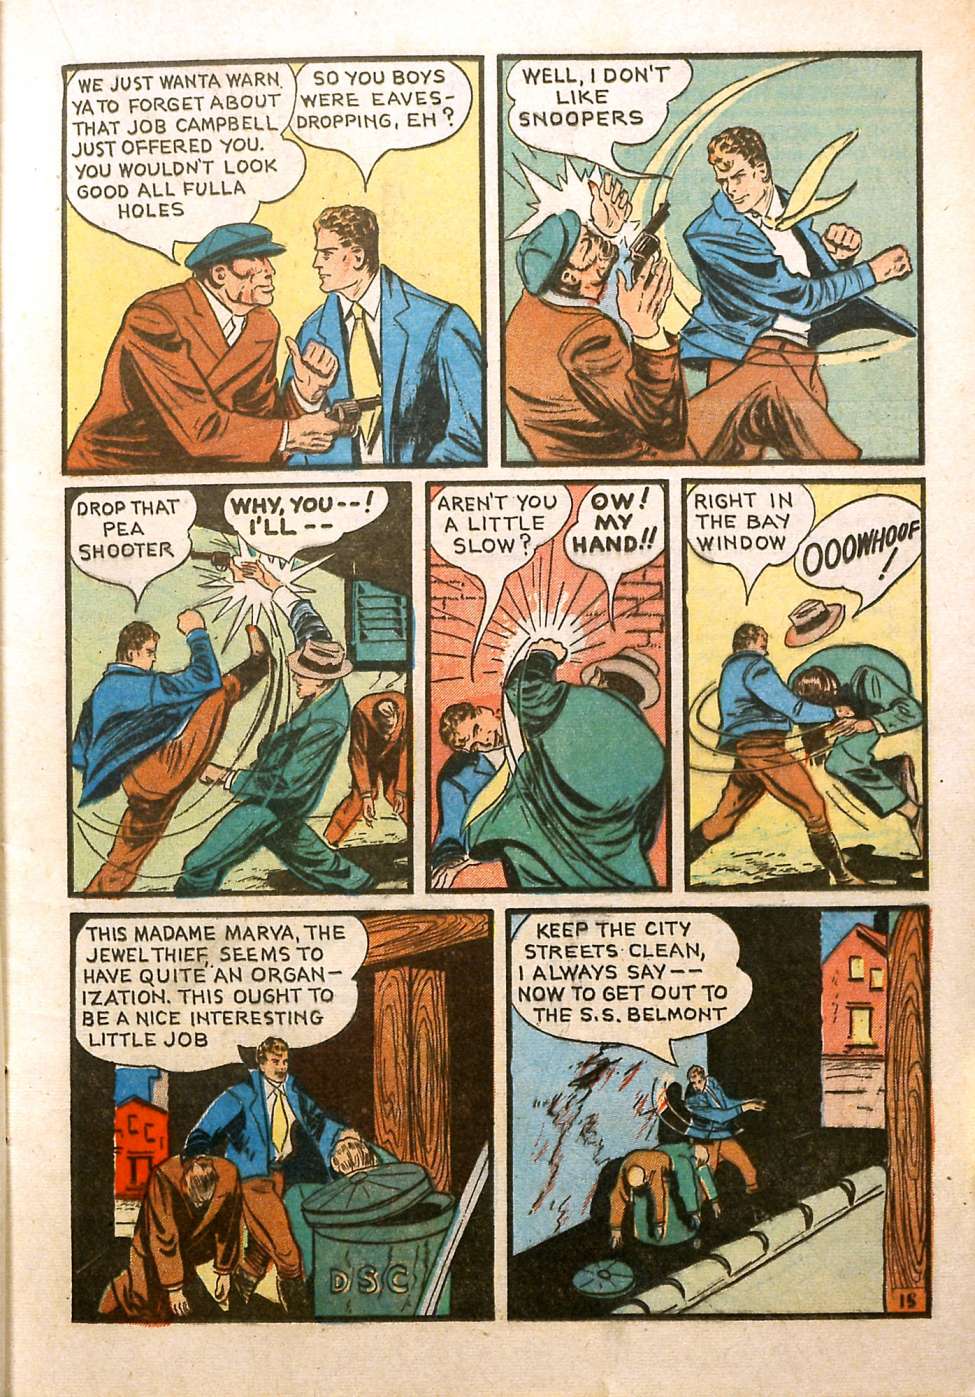 WE JUST WANTA WARN
YA TO FORGET ABOUT
THAT JOB CAMPBELL
JUST OFFERED YOU.
YOU WOULDN'T LOOK
GOOD ALL FULLA
HOLES
SO YOU BOYS
WERE EAVES-
DROPPING, EH?
WELL, I DON'T
LIKE
SNOOPERS
DROP THAT
PEA
SHOOTER
WHY, YOU--!
I'LL --
AREN'T YOU
A LITTLE
SLOW?
OW!
MY
HAND!!
RIGHT IN
THE BAY
WINDOW
OOOWHOOF
!
THIS MADAME MARVA, THE
JEWEL THIEF, SEEMS TO
HAVE QUITE AN ORGAN-
IZATION. THIS OUGHT TO
BE A NICE INTERESTING
LITTLE JOB
DSC
KEEP THE CITY
STREETS CLEAN,
I ALWAYS SAY--
NOW TO GET OUT TO
THE S.S. BELMONT
15